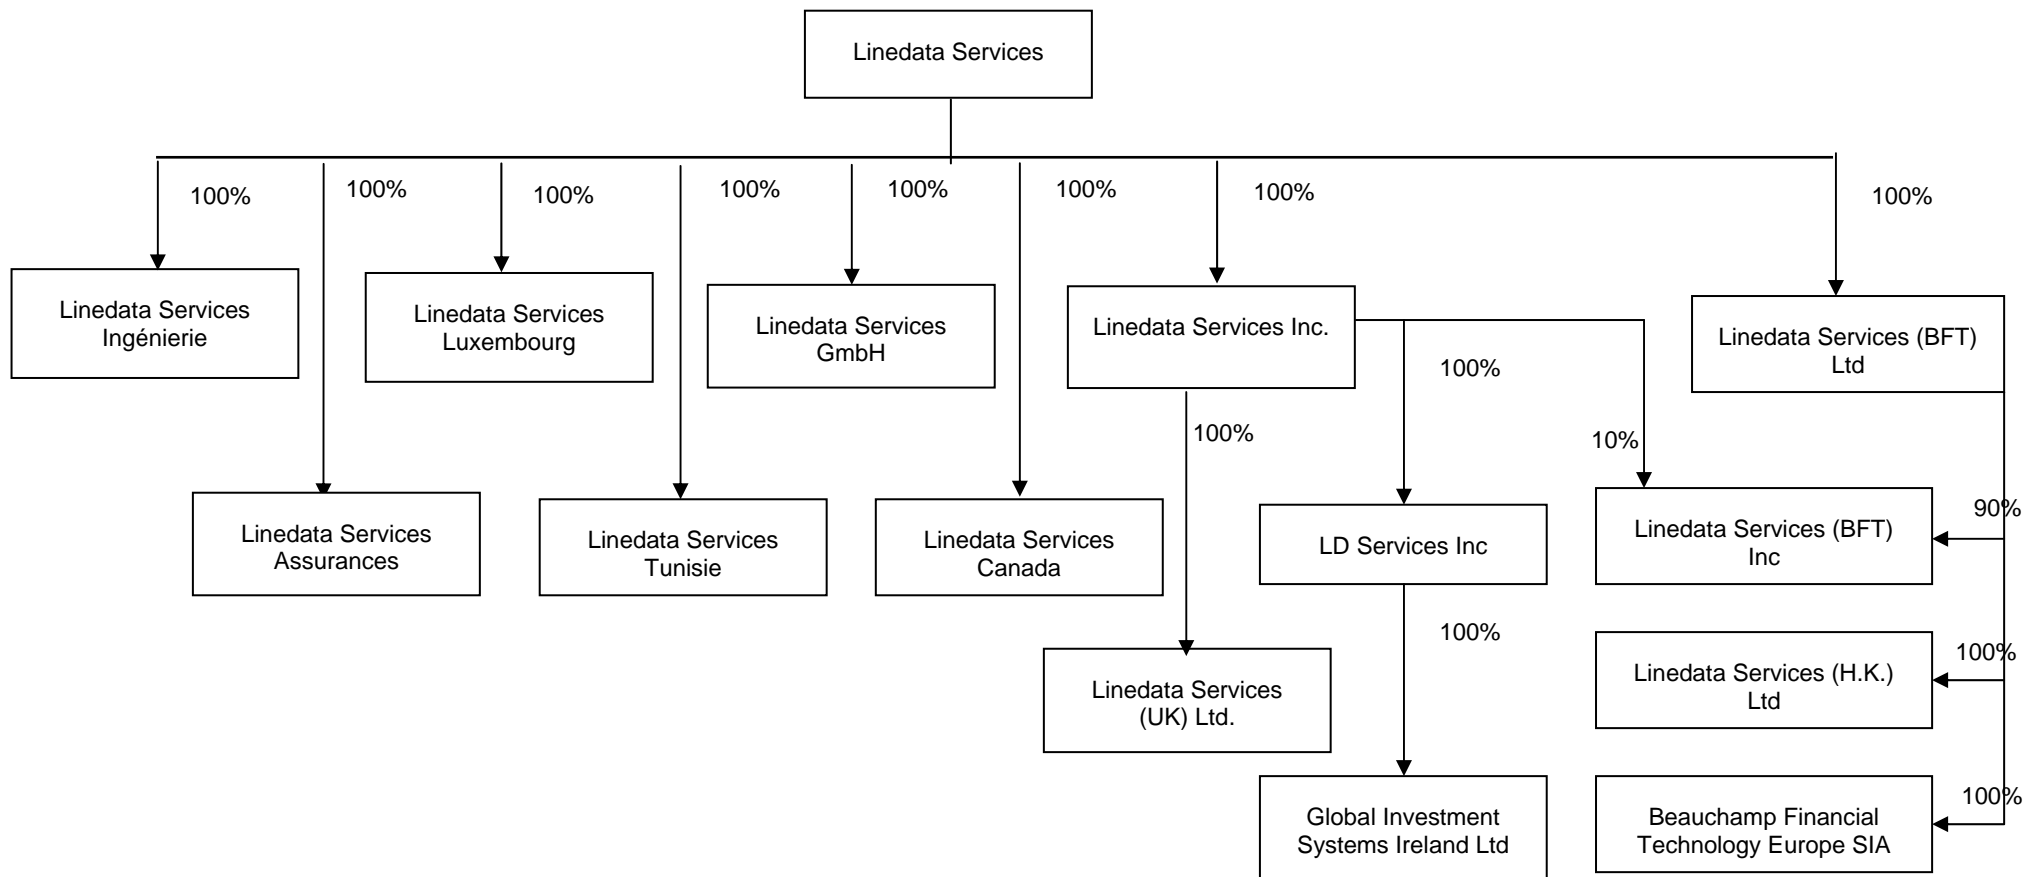 Linedata Services
100%
100%
100%
100%
100%
100%
100%
100%
Linedata Services
Ingénierie
Linedata Services
Luxembourg
Linedata Services
GmbH
Linedata Services Inc.
Linedata Services (BFT)
Ltd
100%
100%
10%
Linedata Services
Assurances
Linedata Services
Tunisie
Linedata Services
Canada
LD Services Inc
Linedata Services (BFT)
Inc
90%
100%
Linedata Services
(UK) Ltd.
Linedata Services (H.K.)
Ltd
100%
Global Investment
Systems Ireland Ltd
Beauchamp Financial
Technology Europe SIA
100%